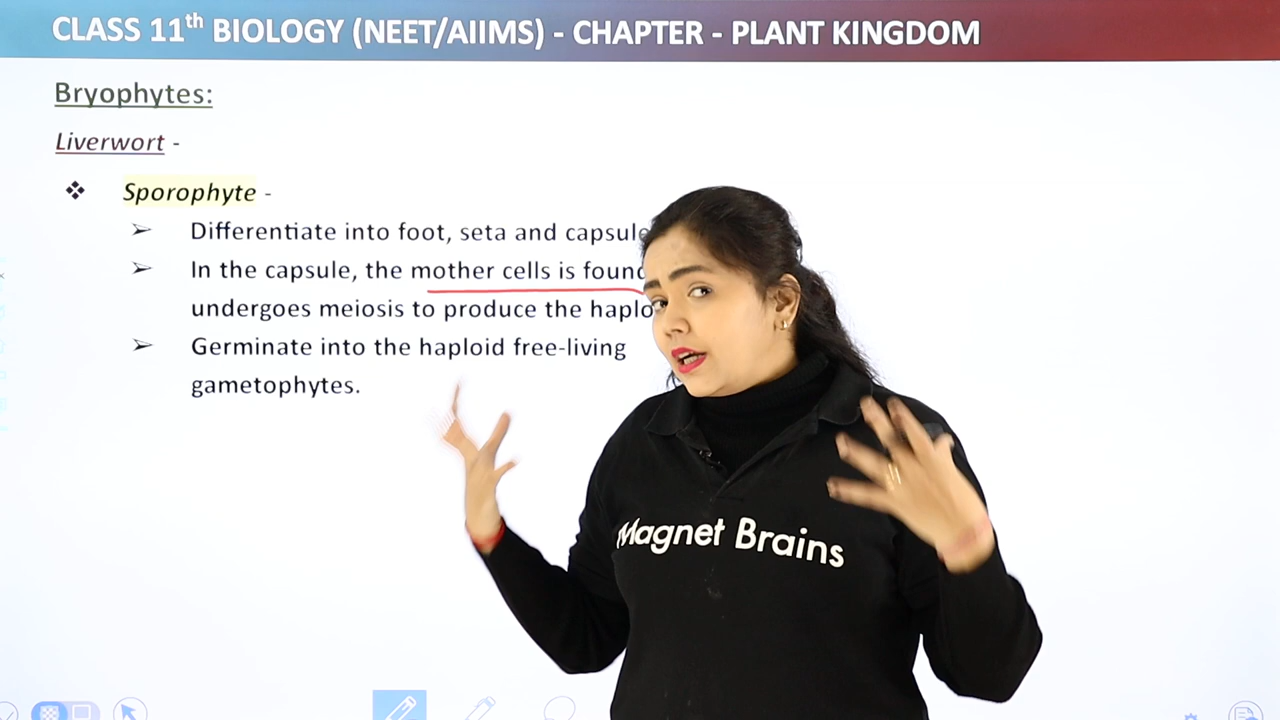 CLASS 11th BIOLOGY (NEET/AIIMS) - CHAPTER - PLANT KINGDOM
Bryophytes:
Liverwort -
❖ Sporophyte -
➢ Differentiate into foot, seta and capsule
➢ In the capsule, the mother cells is found
undergoes meiosis to produce the haplo
➢ Germinate into the haploid free-living
gametophytes.
Magnet Brains